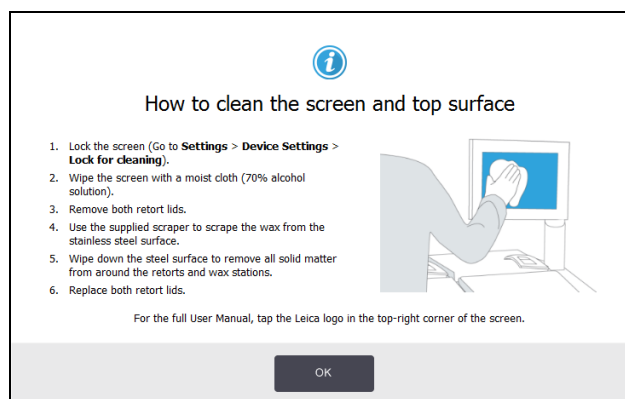 How to clean the screen and top surface
1. Lock the screen (Go to Settings > Device Settings >
Lock for cleaning).
2. Wipe the screen with a moist cloth (70% alcohol
solution).
3. Remove both retort lids.
4. Use the supplied scraper to scrape the wax from the
stainless steel surface.
5. Wipe down the steel surface to remove all solid matter
from around the retorts and wax stations.
6. Replace both retort lids.
For the full User Manual, tap the Leica logo in the top-right corner of the screen.
OK